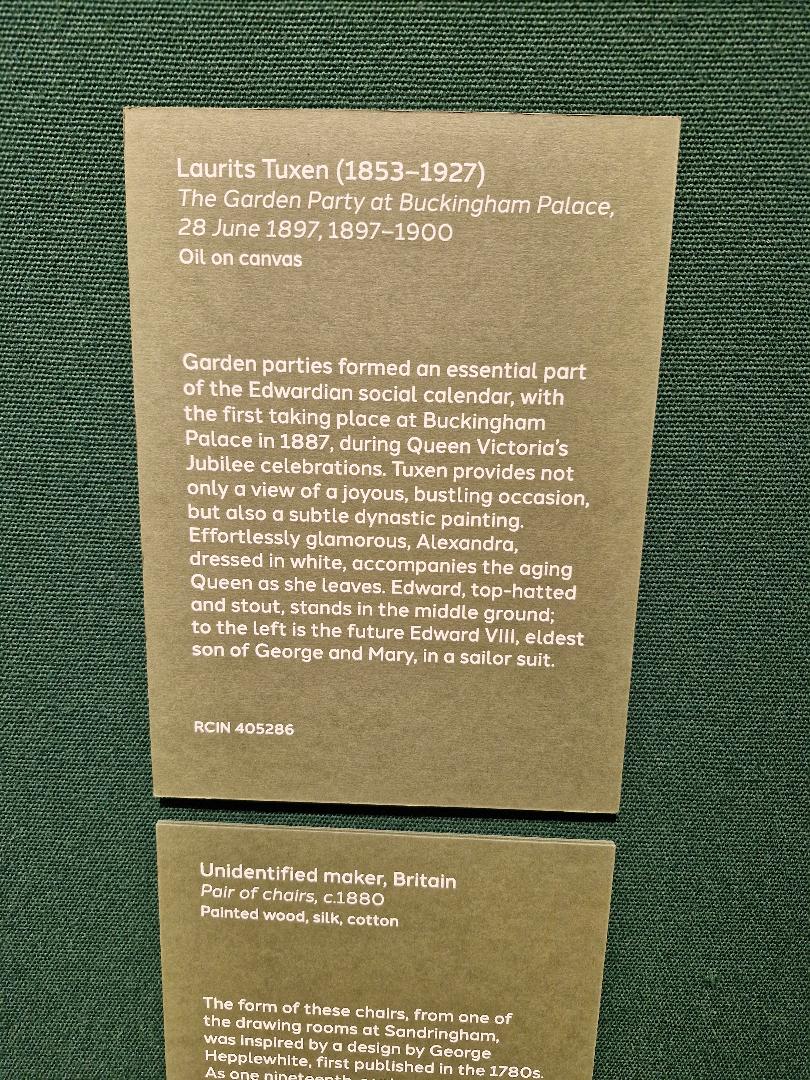 Laurits Tuxen (1853–1927)
The Garden Party at Buckingham Palace,
28 June 1897, 1897–1900
Oil on canvas
Garden parties formed an essential part
of the Edwardian social calendar, with
the first taking place at Buckingham
Palace in 1887, during Queen Victoria's
Jubilee celebrations. Tuxen provides not
only a view of a joyous, bustling occasion,
but also a subtle dynastic painting.
Effortlessly glamorous, Alexandra,
dressed in white, accompanies the aging
Queen as she leaves. Edward, top-hatted
and stout, stands in the middle ground;
to the left is the future Edward VIII, eldest
son of George and Mary, in a sailor suit.
RCIN 405286
Unidentified maker, Britain
Pair of chairs, c.1880
Painted wood, silk, cotton
The form of these chairs, from one of
the drawing rooms at Sandringham,
was inspired by a design by George
Hepplewhite, first published in the 1780s.
As one